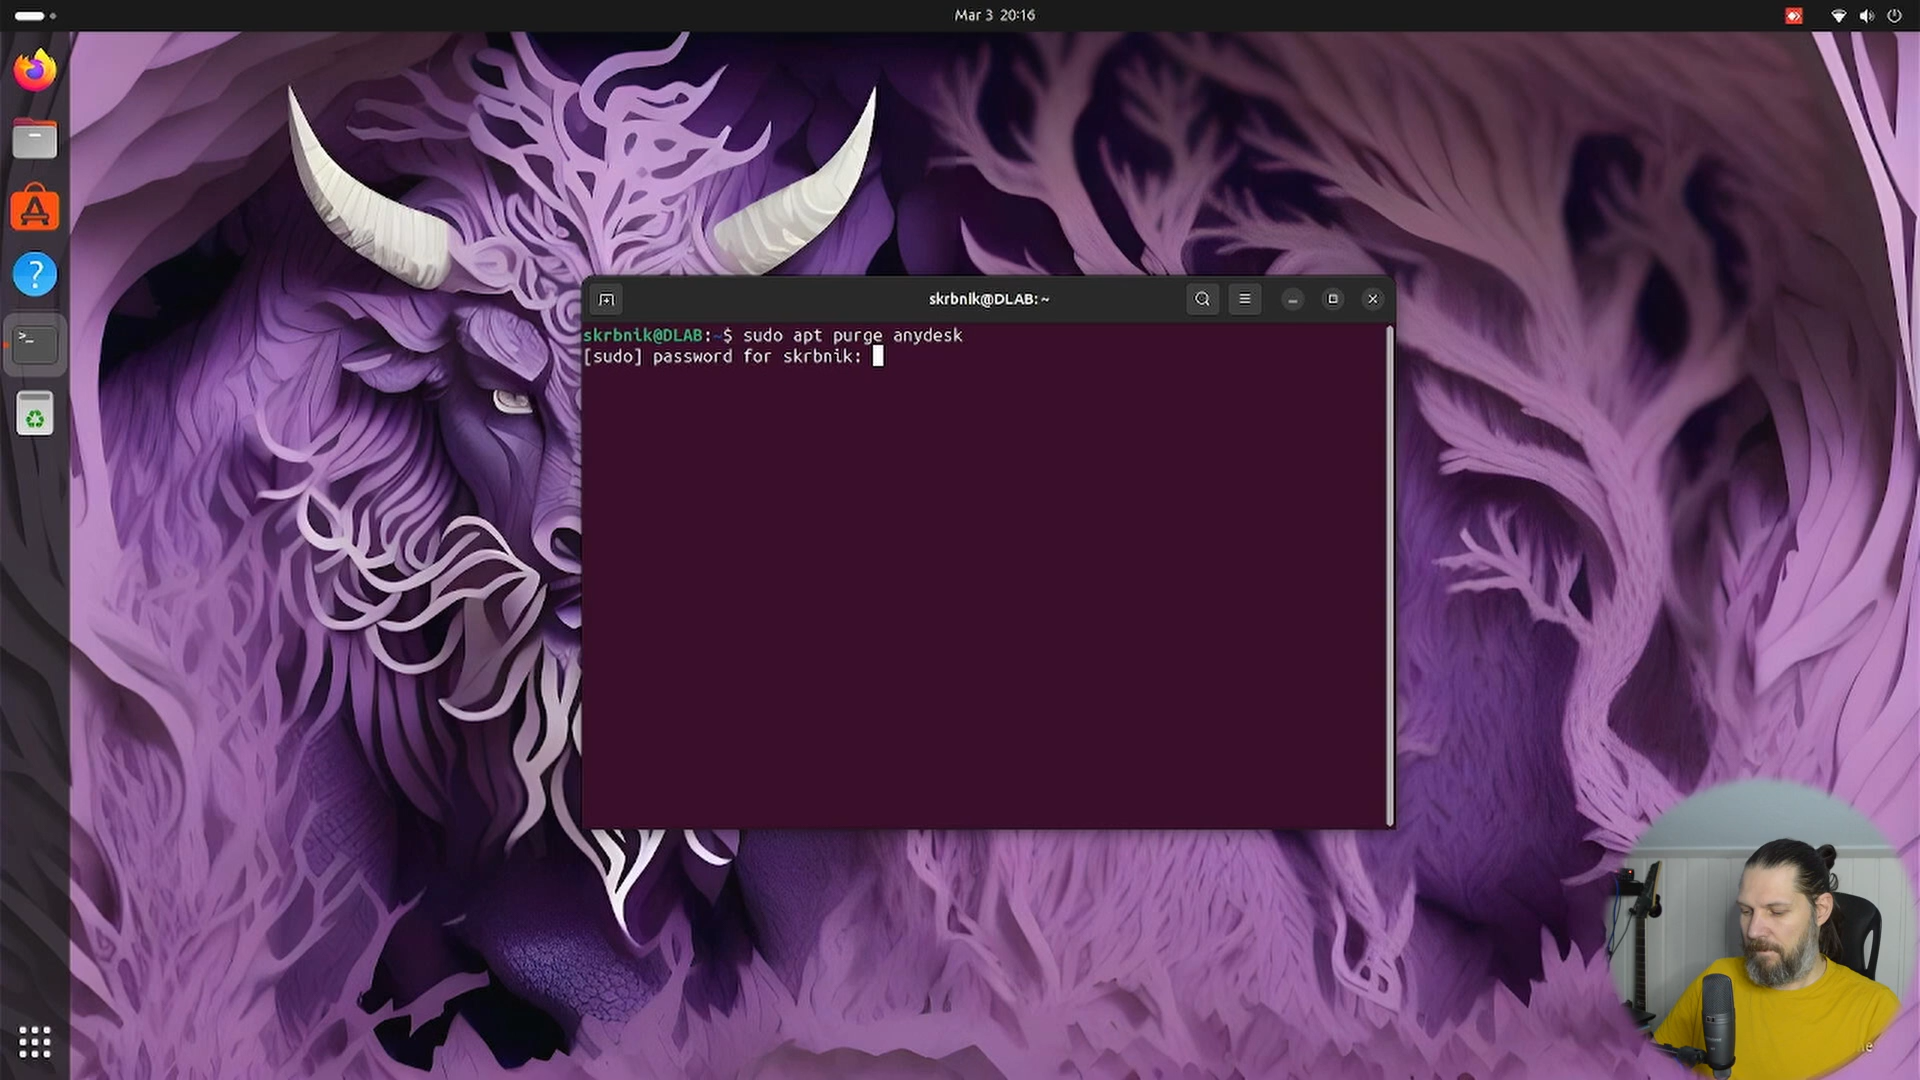 Mar 3 20:16
skrbnik@DLAB: ~
skrbnik@DLAB:~$ sudo apt purge anydesk
[sudo] password for skrbnik: